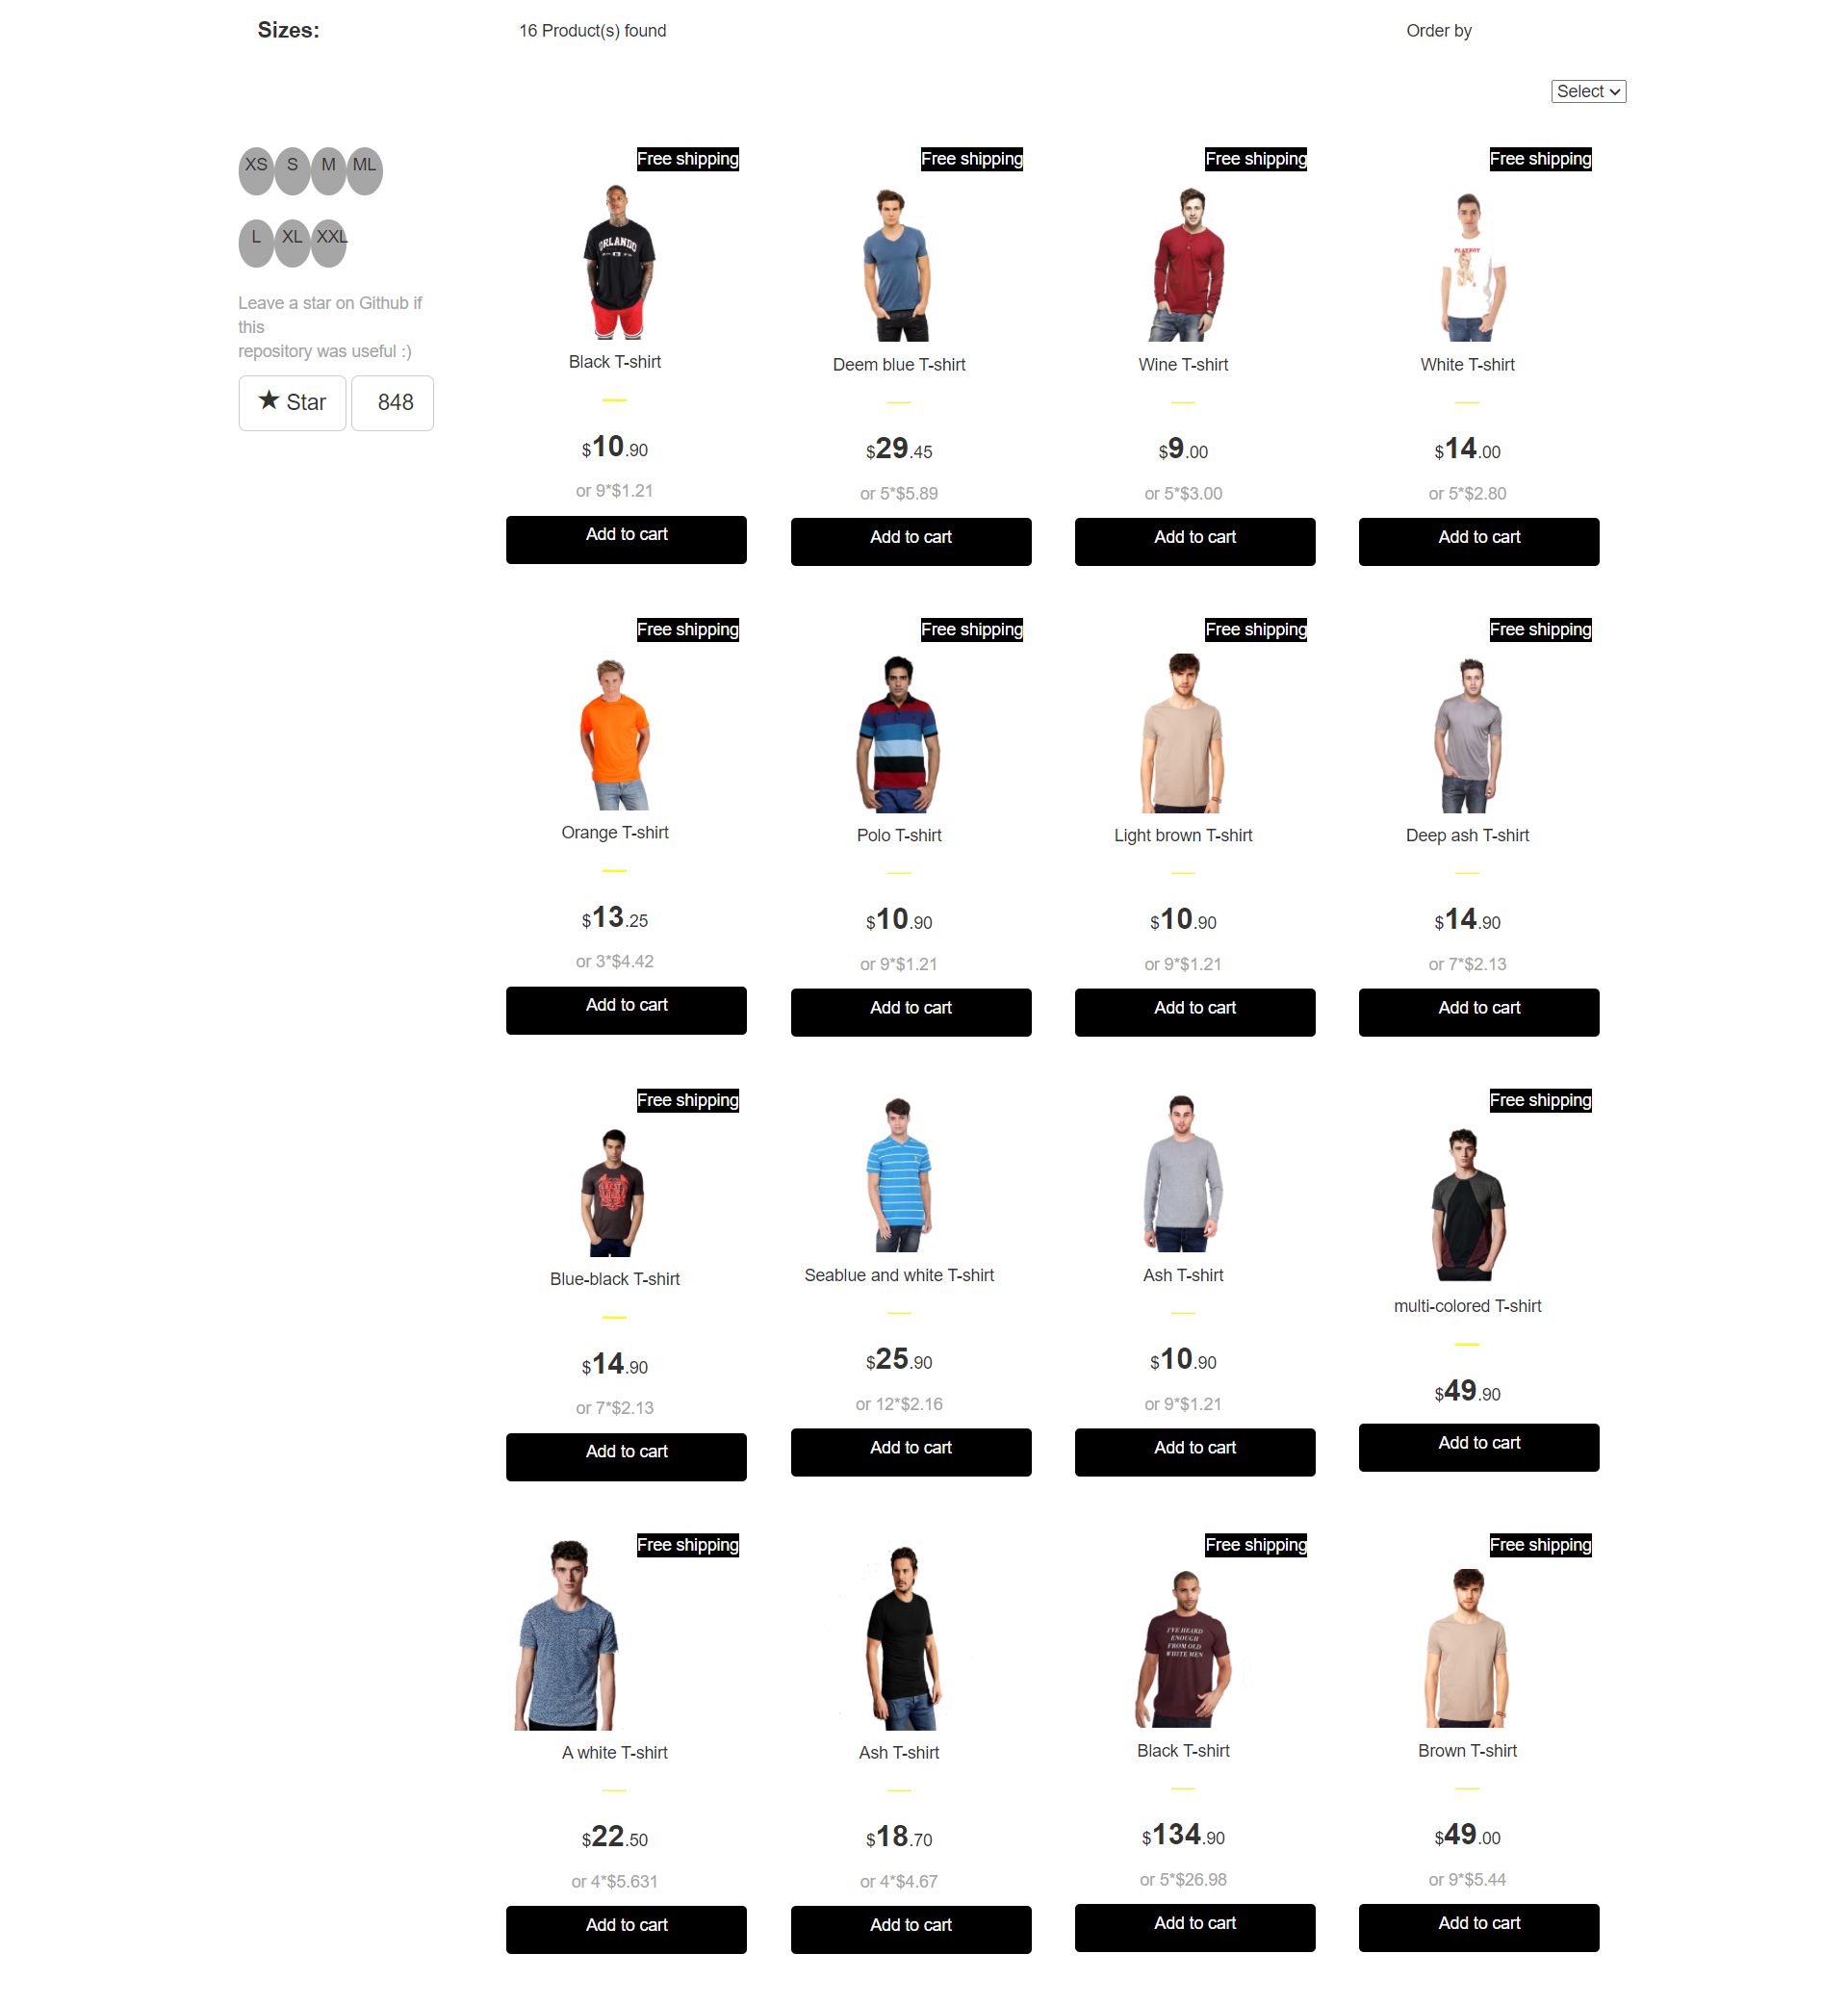 Sizes:
16 Product(s) found
Order by
Select
XS S M ML
L XL XXL
Leave a star on Github if
this
repository was useful :)
★ Star 848
Free shipping
ORLANDO
Black T-shirt
$10.90
or 9*$1.21
Add to cart
Free shipping
Deem blue T-shirt
$29.45
or 5*$5.89
Add to cart
Free shipping
Wine T-shirt
$9.00
or 5*$3.00
Add to cart
Free shipping
PLAYBOY
White T-shirt
$14.00
or 5*$2.80
Add to cart
Free shipping
Orange T-shirt
$13.25
or 3*$4.42
Add to cart
Free shipping
Polo T-shirt
$10.90
or 9*$1.21
Add to cart
Free shipping
Light brown T-shirt
$10.90
or 9*$1.21
Add to cart
Free shipping
Deep ash T-shirt
$14.90
or 7*$2.13
Add to cart
Free shipping
Blue-black T-shirt
$14.90
or 7*$2.13
Add to cart
Seablue and white T-shirt
$25.90
or 12*$2.16
Add to cart
Ash T-shirt
$10.90
or 9*$1.21
Add to cart
Free shipping
multi-colored T-shirt
$49.90
Add to cart
Free shipping
A white T-shirt
$22.50
or 4*$5.631
Add to cart
Ash T-shirt
$18.70
or 4*$4.67
Add to cart
Free shipping
I'VE HEARD
ENOUGH
FROM OLD
WHITE MEN
Black T-shirt
$134.90
or 5*$26.98
Add to cart
Free shipping
Brown T-shirt
$49.00
or 9*$5.44
Add to cart